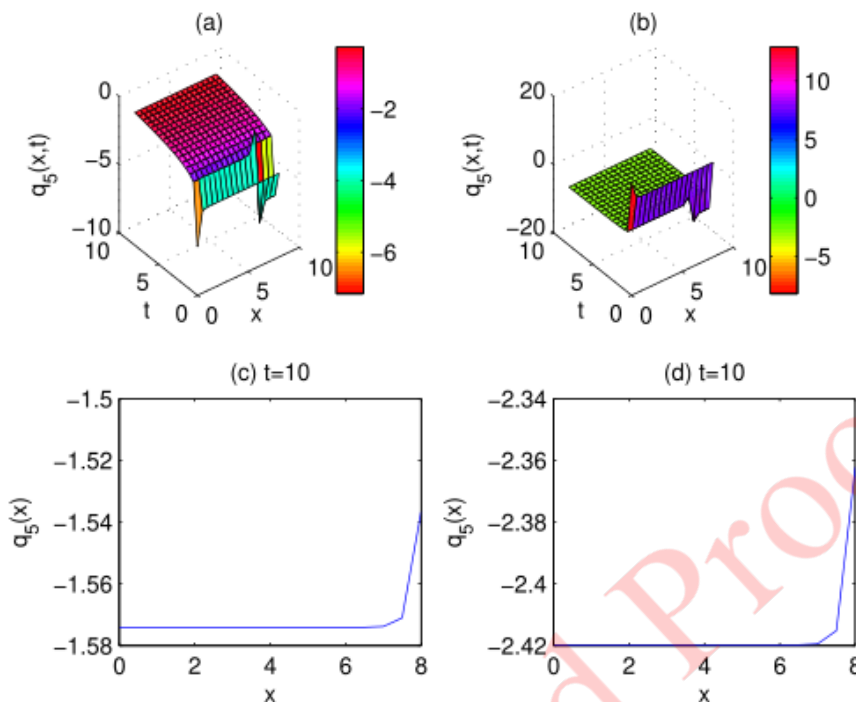 (a)
(b)
0
−5
−10
q5(x,t)
10
5
0
t
0
5
10
x
−2
−4
−6
20
0
−20
q5(x,t)
10
5
0
t
0
5
10
x
10
5
0
−5
(c) t=10
(d) t=10
−1.5
−1.52
−1.54
−1.56
−1.58
q5(x)
0 2 4 6 8
x
−2.34
−2.36
−2.38
−2.4
−2.42
q5(x)
0 2 4 6 8
x
d Proo